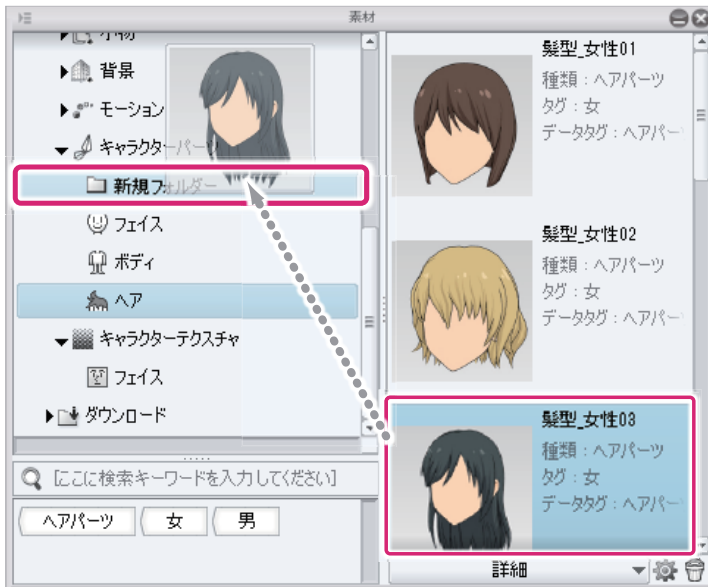 素材
小物
背景
モーション
キャラクターパーツ
新規フォルダー
フェイス
ボディ
ヘア
キャラクターテクスチャ
フェイス
ダウンロード
[ここに検索キーワードを入力してください]
ヘアパーツ
女
男
髪型_女性01
種類：ヘアパーツ
タグ：女
データタグ：ヘアパー
髪型_女性02
種類：ヘアパーツ
タグ：女
データタグ：ヘアパー
髪型_女性03
種類：ヘアパーツ
タグ：女
データタグ：ヘアパー
詳細